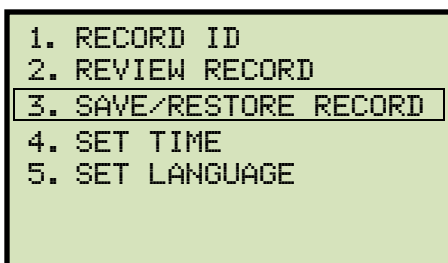 1. RECORD ID
2. REVIEW RECORD
3. SAVE/RESTORE RECORD
4. SET TIME
5. SET LANGUAGE